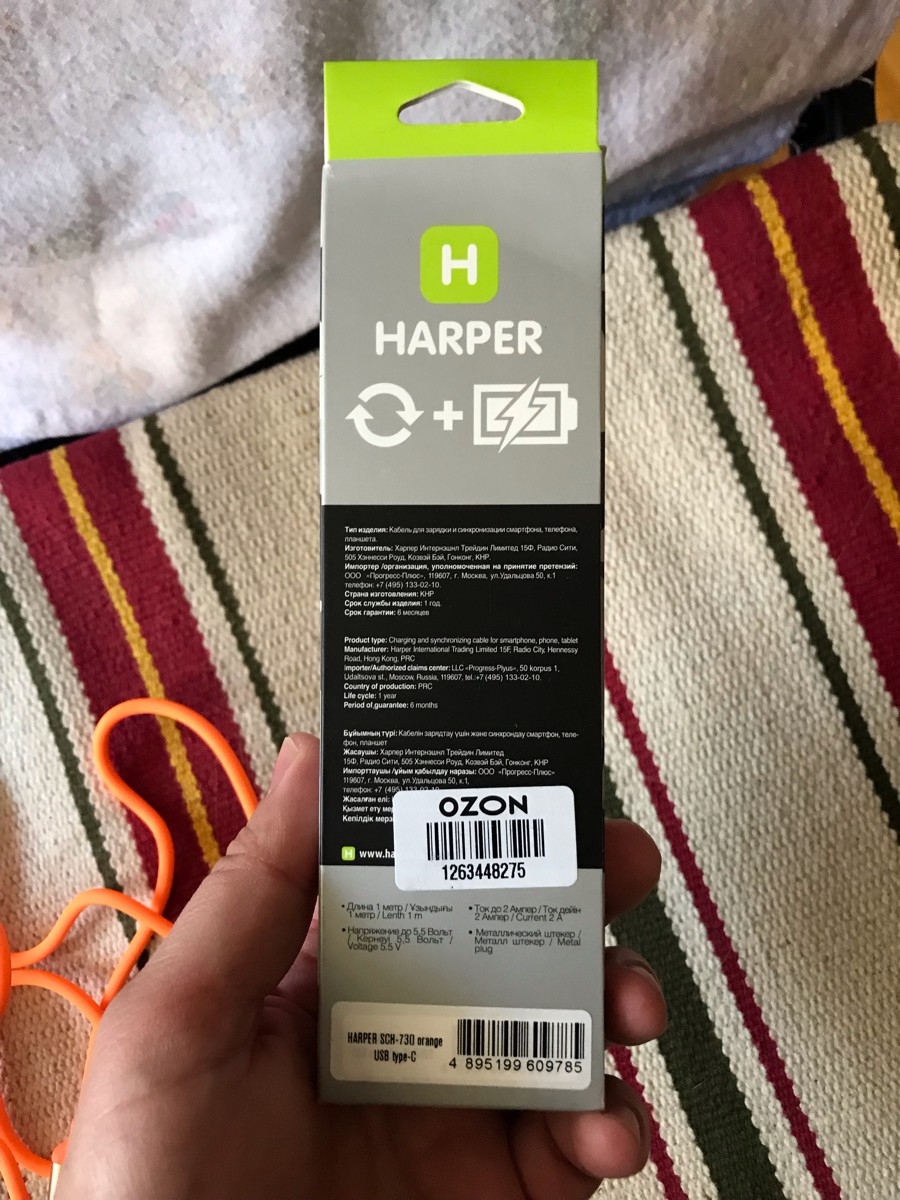 H
HARPER
Тип изделия: Кабель для зарядки и синхронизации смартфона, телефона,
планшета.
Изготовитель: Харпер Интернэшнл Трейдин Лимитед 15Ф, Радио Сити,
505 Хэннесси Роуд, Козвэй Бэй, Гонконг, КНР.
Импортер /организация, уполномоченная на принятие претензий:
ООО «Прогресс-Плюс», 119607, г. Москва, ул.Удальцова 50, к.1
телефон: +7 (495) 133-02-10.
Страна изготовления: КНР
Срок службы изделия: 1 год.
Срок гарантии: 6 месяцев
Product type: Charging and synchronizing cable for smartphone, phone, tablet
Manufacturer: Harper International Trading Limited 15F, Radio City, Hennessy
Road, Hong Kong, PRC
Importer/Authorized claims center: LLC «Progress-Plyus», 50 korpus 1,
Udaltsova st., Moscow, Russia, 119607, tel.:+7 (495) 133-02-10.
Country of production: PRC
Life cycle: 1 year
Period of guarantee: 6 months
Бұйымның түрі: Кабелін зарядтау үшін және синхрондау смартфон, теле-
фон, планшет
Жасаушы: Харпер Интернэшнл Трейдин Лимитед
15Ф, Радио Сити, 505 Хэннесси Роуд, Козвэй Бэй, Гонконг, КНР
Импорттаушы /ұйым қабылдау наразы: ООО «Прогресс-Плюс»
119607, г. Москва, ул.Удальцова 50, к.1,
телефон: +7 (495) 133-02-10
Жасалған елі:
Қызмет ету
Кепілдік
H www.ha
OZON
1263448275
• Длина 1 метр / Ұзындығы
1 метр / Lenth 1 m
• Напряжение до 5,5 Вольт
/ Кернеуі 5,5 Вольт /
Voltage 5.5 V
• Ток до 2 Ампер / Ток дейін
2 Ампер / Current 2 A
• Металлический штекер /
Металл штекер / Metal
plug
HARPER SCH-730 orange
USB type-C
4 895199 609785